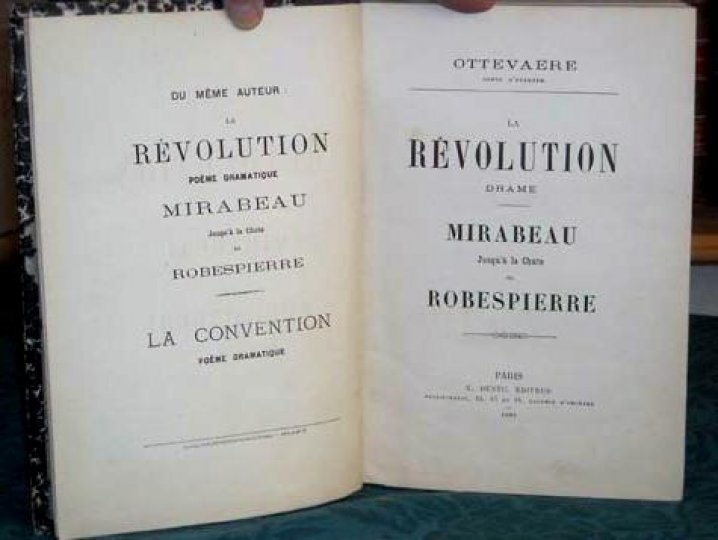 DU MÊME AUTEUR :
LA
RÉVOLUTION
POÈME DRAMATIQUE
MIRABEAU
Jusqu'à la Chute
DE
ROBESPIERRE
LA CONVENTION
POÈME DRAMATIQUE
OTTEVAERE
LA
RÉVOLUTION
DRAME
MIRABEAU
Jusqu'à la Chute
DE
ROBESPIERRE
PARIS
ÉDITEUR